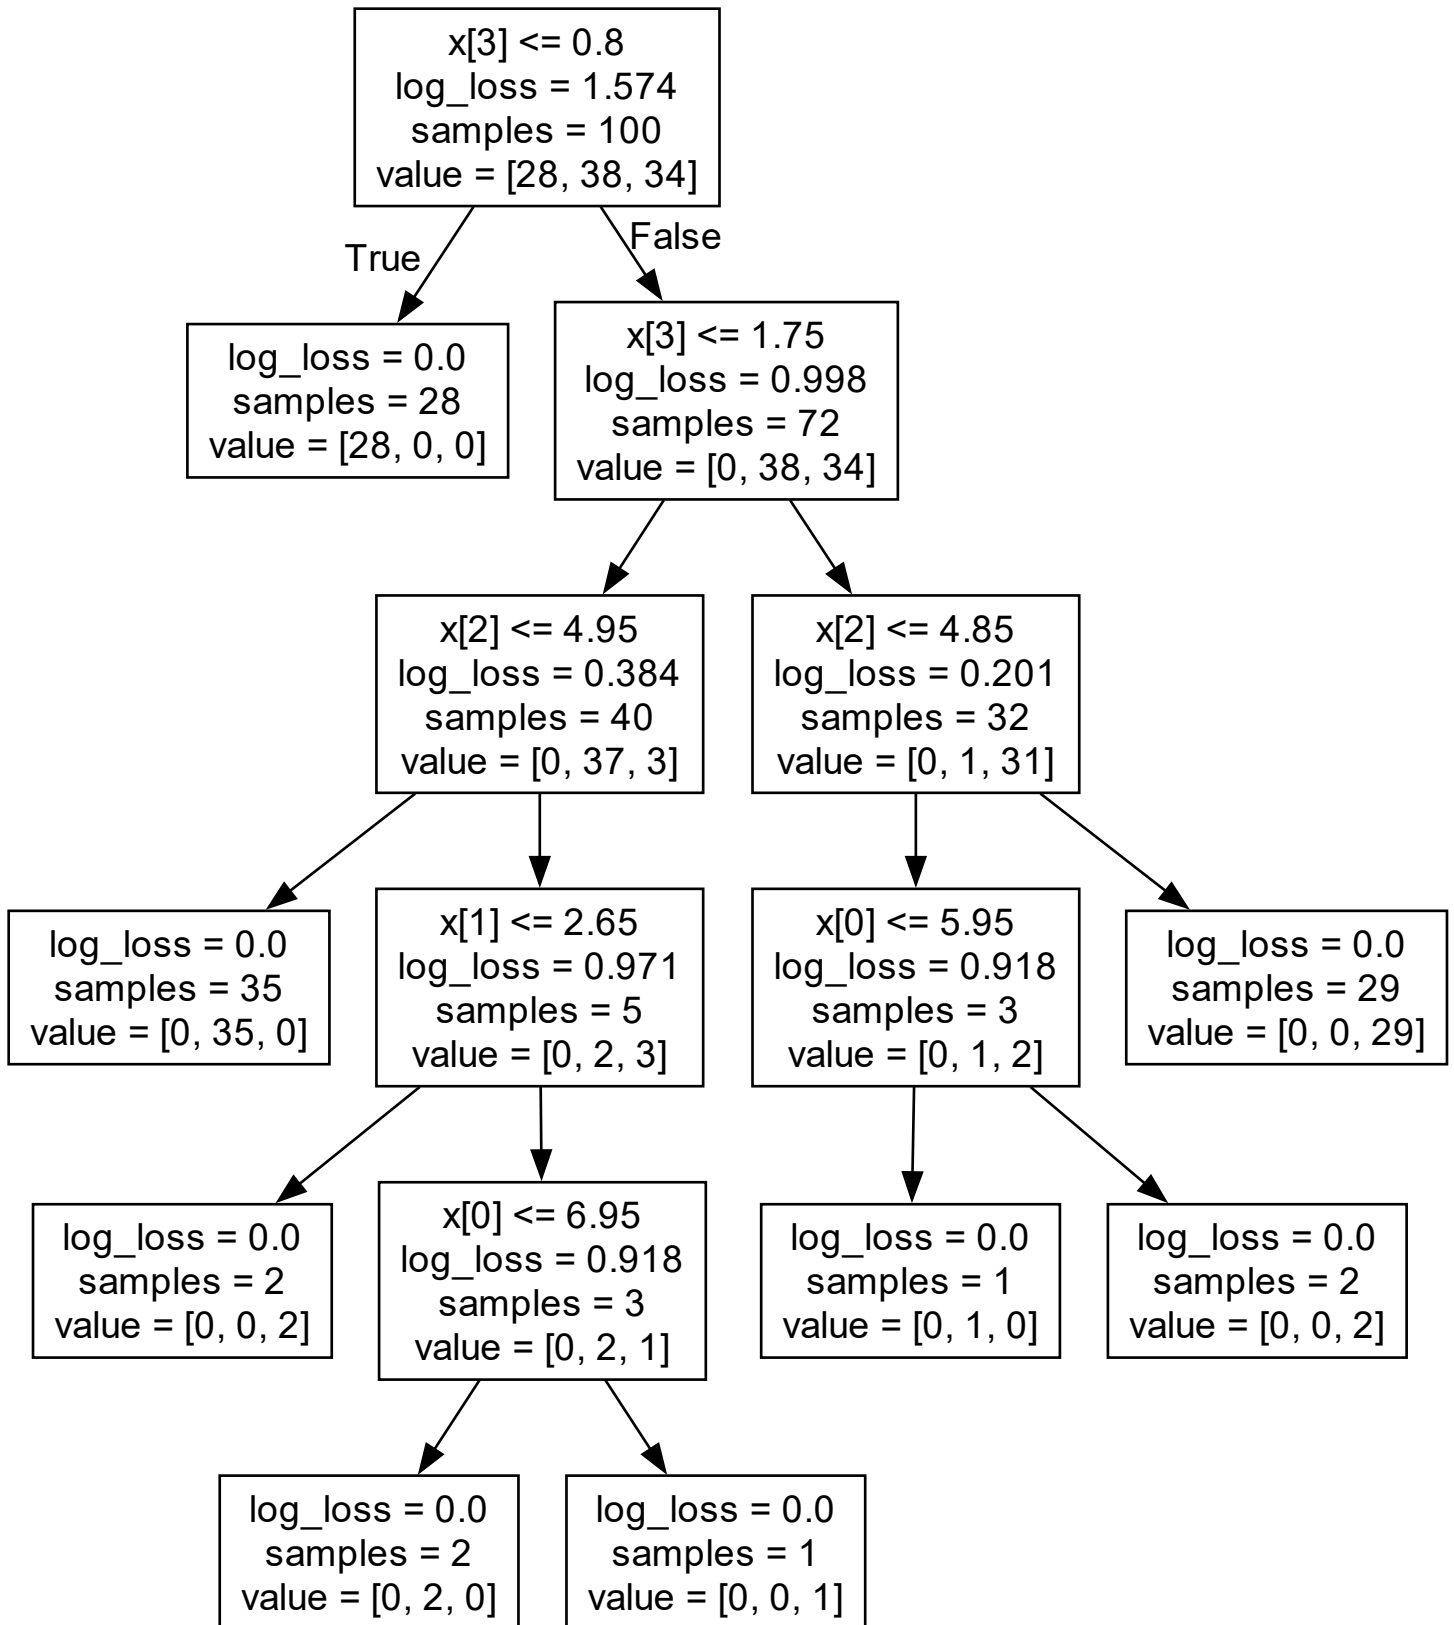 x[3] <= 0.8
log_loss = 1.574
samples = 100
value = [28, 38, 34]
True
False
log_loss = 0.0
samples = 28
value = [28, 0, 0]
x[3] <= 1.75
log_loss = 0.998
samples = 72
value = [0, 38, 34]
x[2] <= 4.95
log_loss = 0.384
samples = 40
value = [0, 37, 3]
x[2] <= 4.85
log_loss = 0.201
samples = 32
value = [0, 1, 31]
log_loss = 0.0
samples = 35
value = [0, 35, 0]
x[1] <= 2.65
log_loss = 0.971
samples = 5
value = [0, 2, 3]
x[0] <= 5.95
log_loss = 0.918
samples = 3
value = [0, 1, 2]
log_loss = 0.0
samples = 29
value = [0, 0, 29]
log_loss = 0.0
samples = 2
value = [0, 0, 2]
x[0] <= 6.95
log_loss = 0.918
samples = 3
value = [0, 2, 1]
log_loss = 0.0
samples = 1
value = [0, 1, 0]
log_loss = 0.0
samples = 2
value = [0, 0, 2]
log_loss = 0.0
samples = 2
value = [0, 2, 0]
log_loss = 0.0
samples = 1
value = [0, 0, 1]